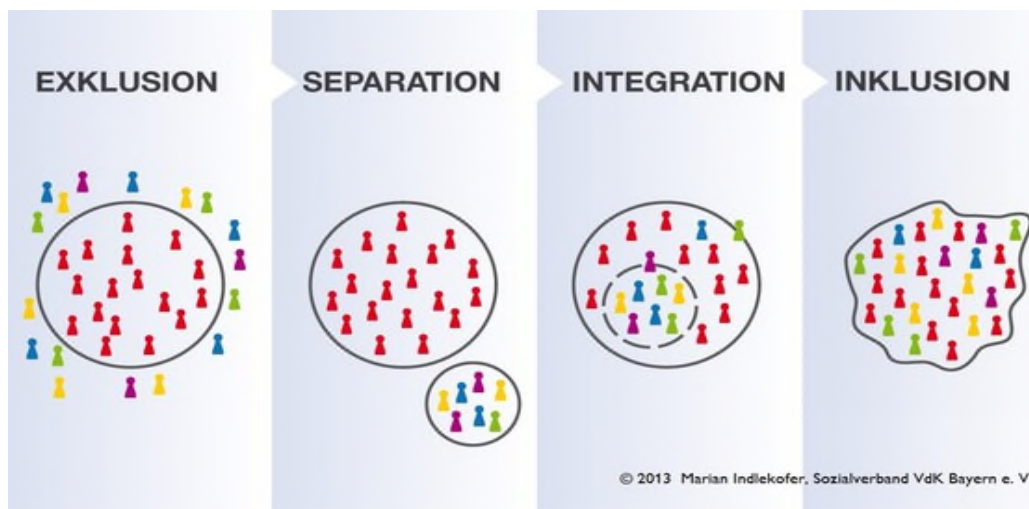 EXKLUSION
SEPARATION
INTEGRATION
INKLUSION
© 2013 Marian Indlekofer, Sozialverband VdK Bayern e. V